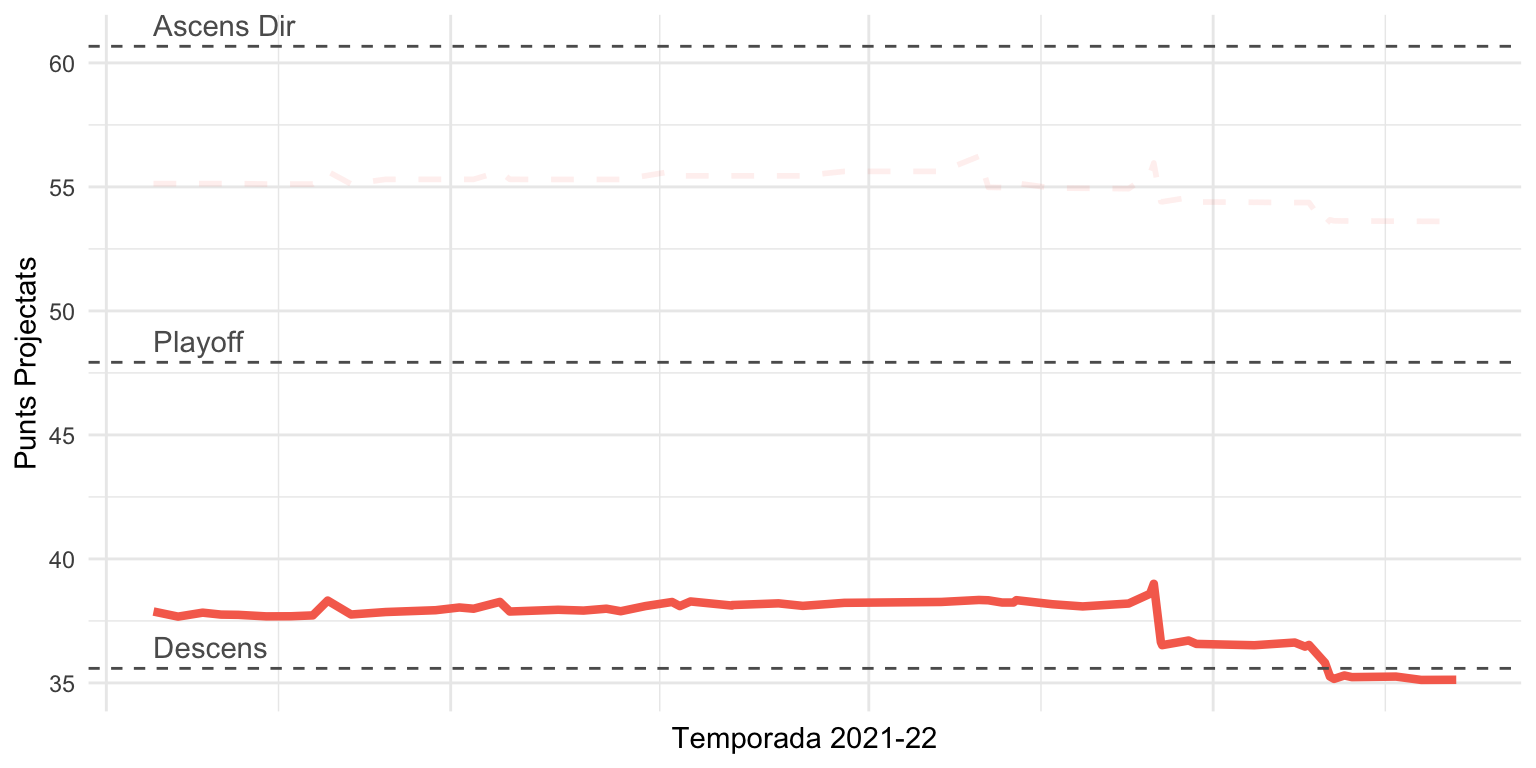 Ascens Dir
60
55
50
Playoff
45
40
Descens
35
Punts Projectats
Temporada 2021-22